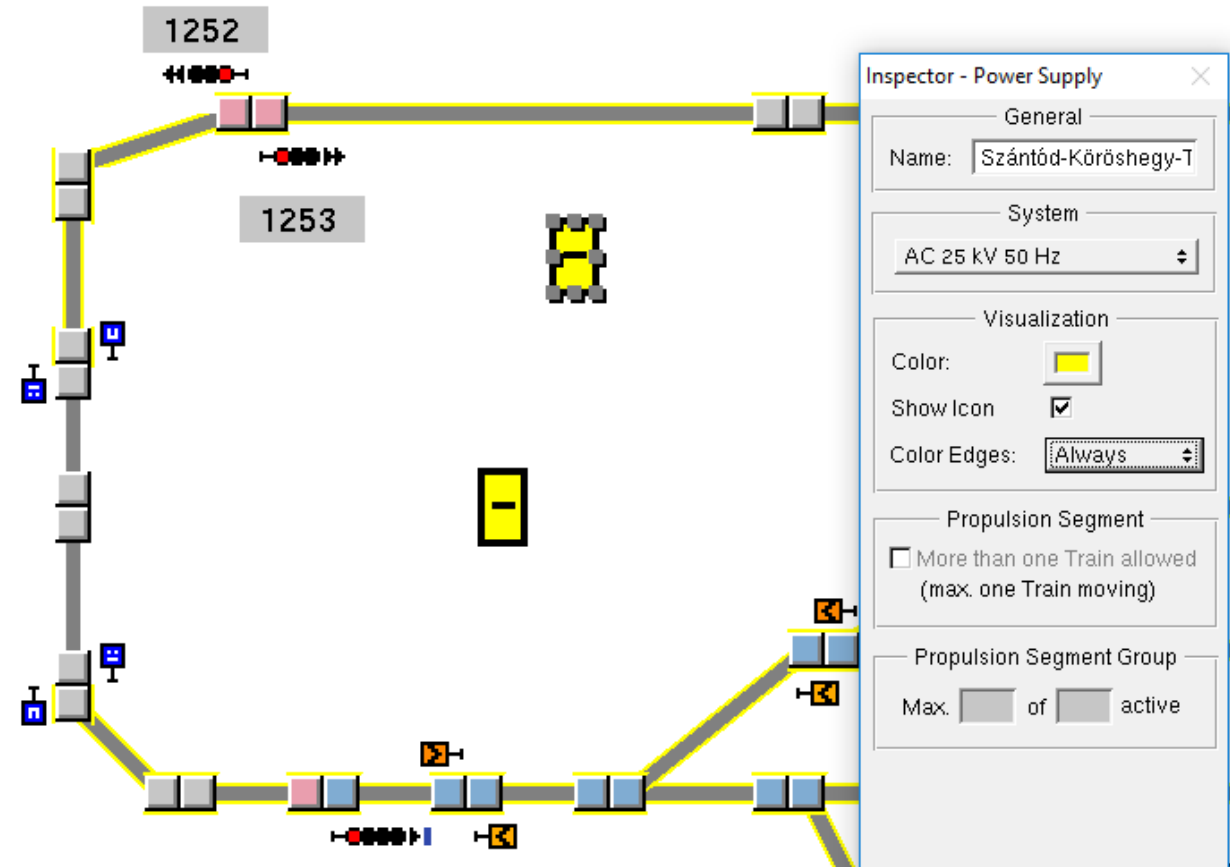 1252
1253
Inspector - Power Supply
General
Name: Szántód-Köröshegy-T
System
AC 25 kV 50 Hz
Visualization
Color:
Show Icon
Color Edges: Always
Propulsion Segment
More than one Train allowed
(max. one Train moving)
Propulsion Segment Group
Max. of active